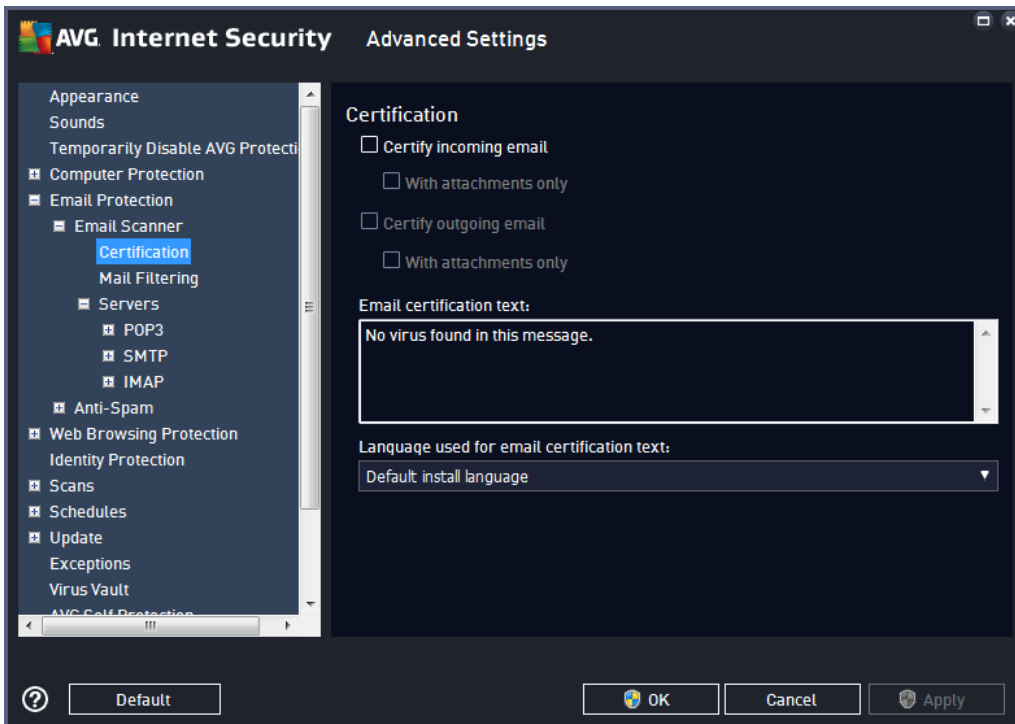 AVG Internet Security Advanced Settings
Appearance
Sounds
Temporarily Disable AVG Protecti
Computer Protection
Email Protection
Email Scanner
Certification
Mail Filtering
Servers
POP3
SMTP
IMAP
Anti-Spam
Web Browsing Protection
Identity Protection
Scans
Schedules
Update
Exceptions
Virus Vault
AVG Self Protection
Certification
Certify incoming email
With attachments only
Certify outgoing email
With attachments only
Email certification text:
No virus found in this message.
Language used for email certification text:
Default install language
Default
OK
Cancel
Apply